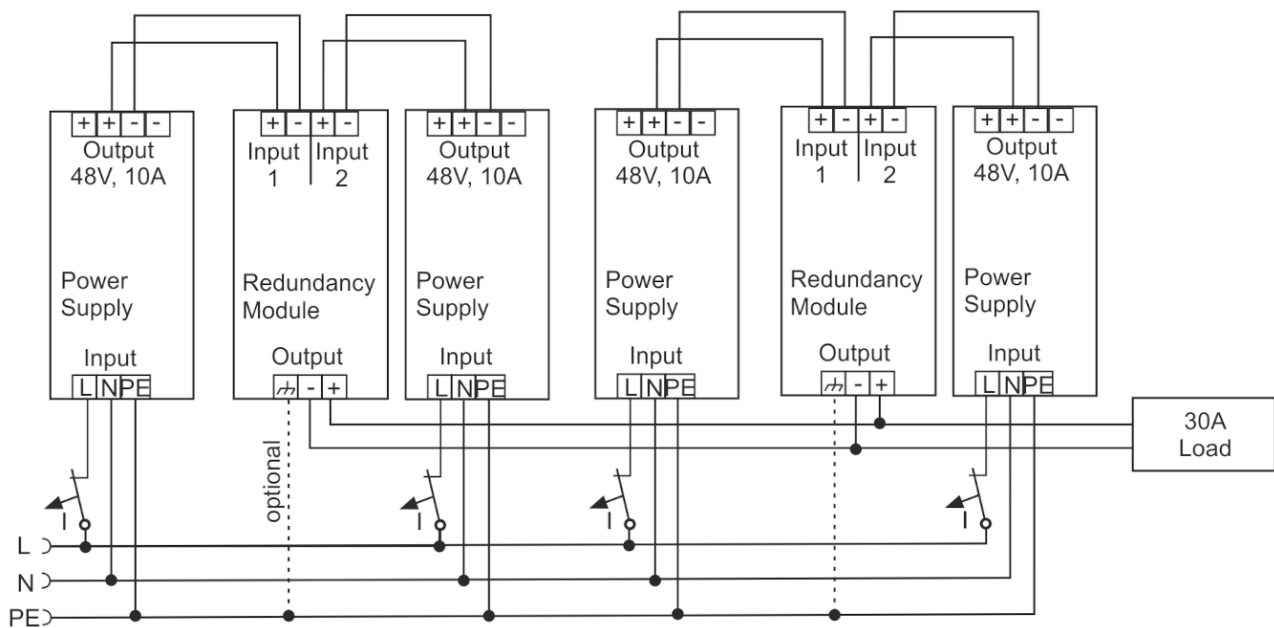 + + - -
Output
48V, 10A
Power
Supply
Input
L N PE
+ - + -
Input Input
1 2
Redundancy
Module
Output
- +
optional
+ + - -
Output
48V, 10A
Power
Supply
Input
L N PE
+ + - -
Output
48V, 10A
Power
Supply
Input
L N PE
+ - + -
Input Input
1 2
Redundancy
Module
Output
- +
+ + - -
Output
48V, 10A
Power
Supply
Input
L N PE
30A
Load
I I I I
L
N
PE